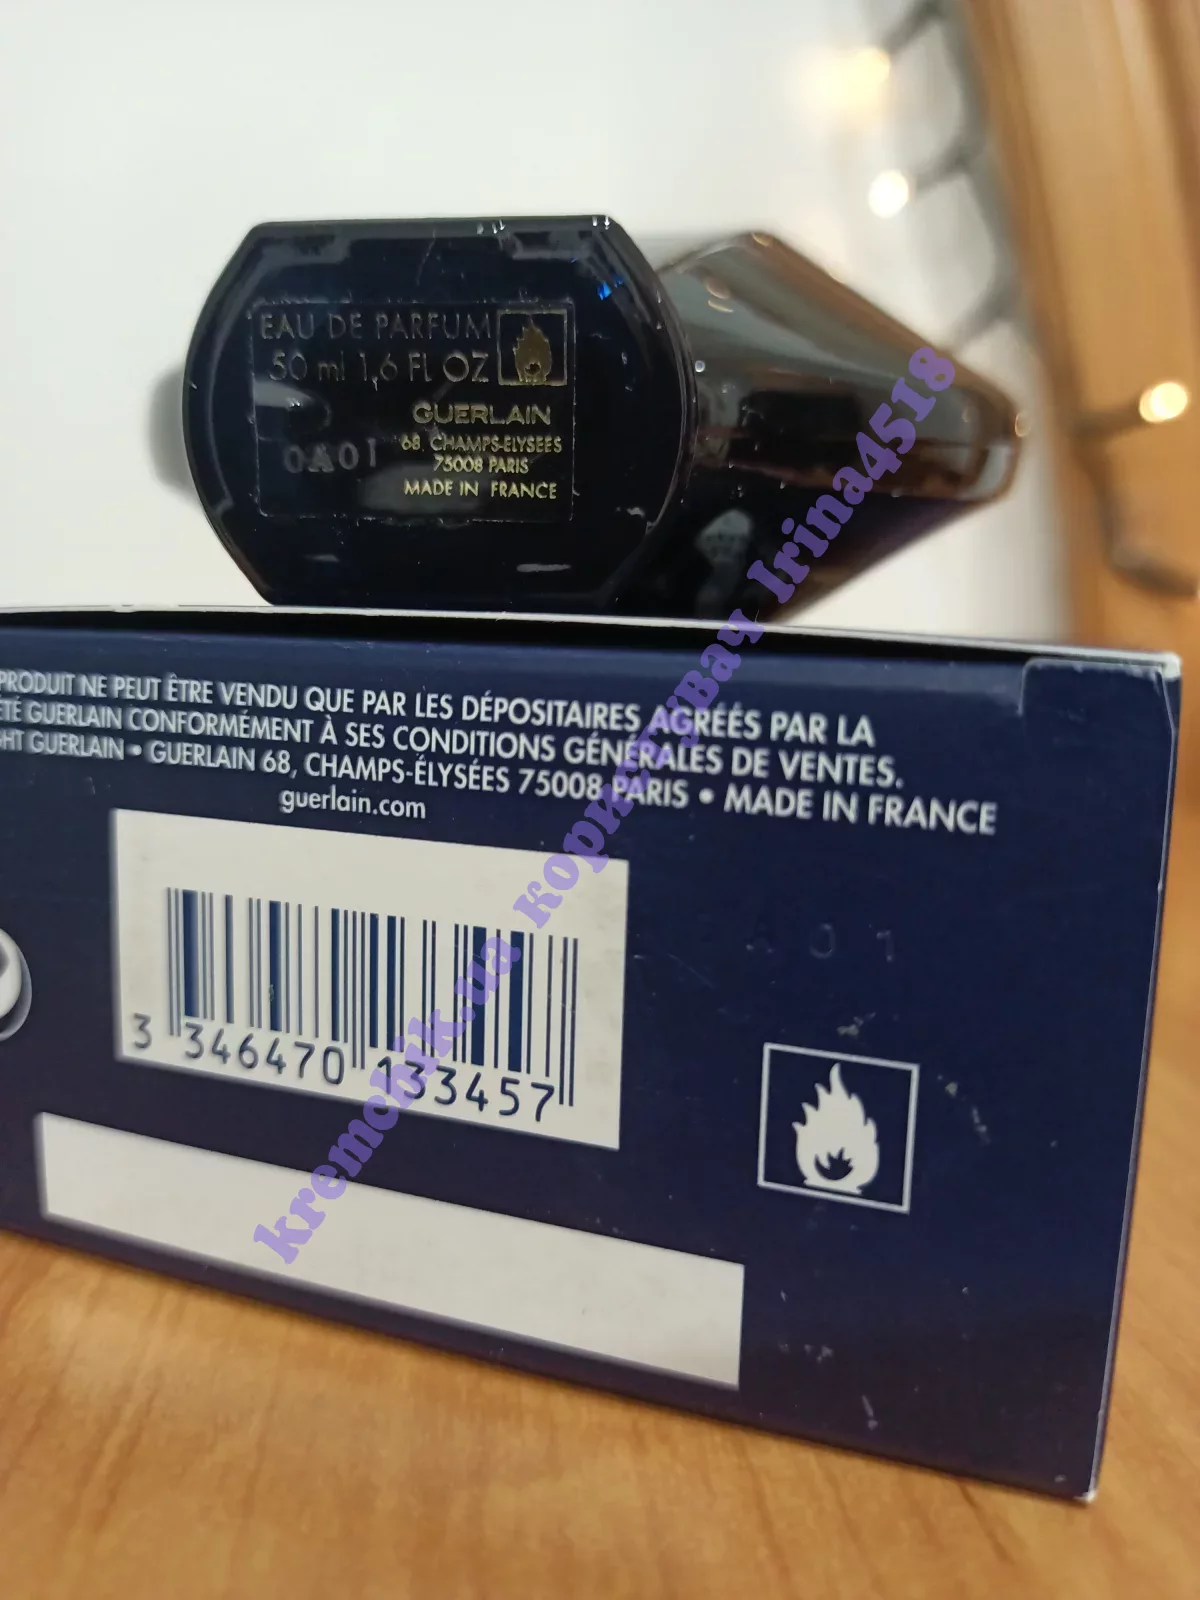 EAU DE PARFUM
50 ml 1,6 Fl OZ
GUERLAIN
0A01
68, CHAMPS-ELYSEES
75008 PARIS
MADE IN FRANCE
PRODUIT NE PEUT ÊTRE VENDU QUE PAR LES DÉPOSITAIRES AGRÉÉS PAR LA
GUERLAIN CONFORMÉMENT À SES CONDITIONS GÉNÉRALES DE VENTES.
GUERLAIN • GUERLAIN 68, CHAMPS-ÉLYSÉES 75008 PARIS • MADE IN FRANCE
guerlain.com
3 346470 133457
kremchik.ua користувач Irina4518